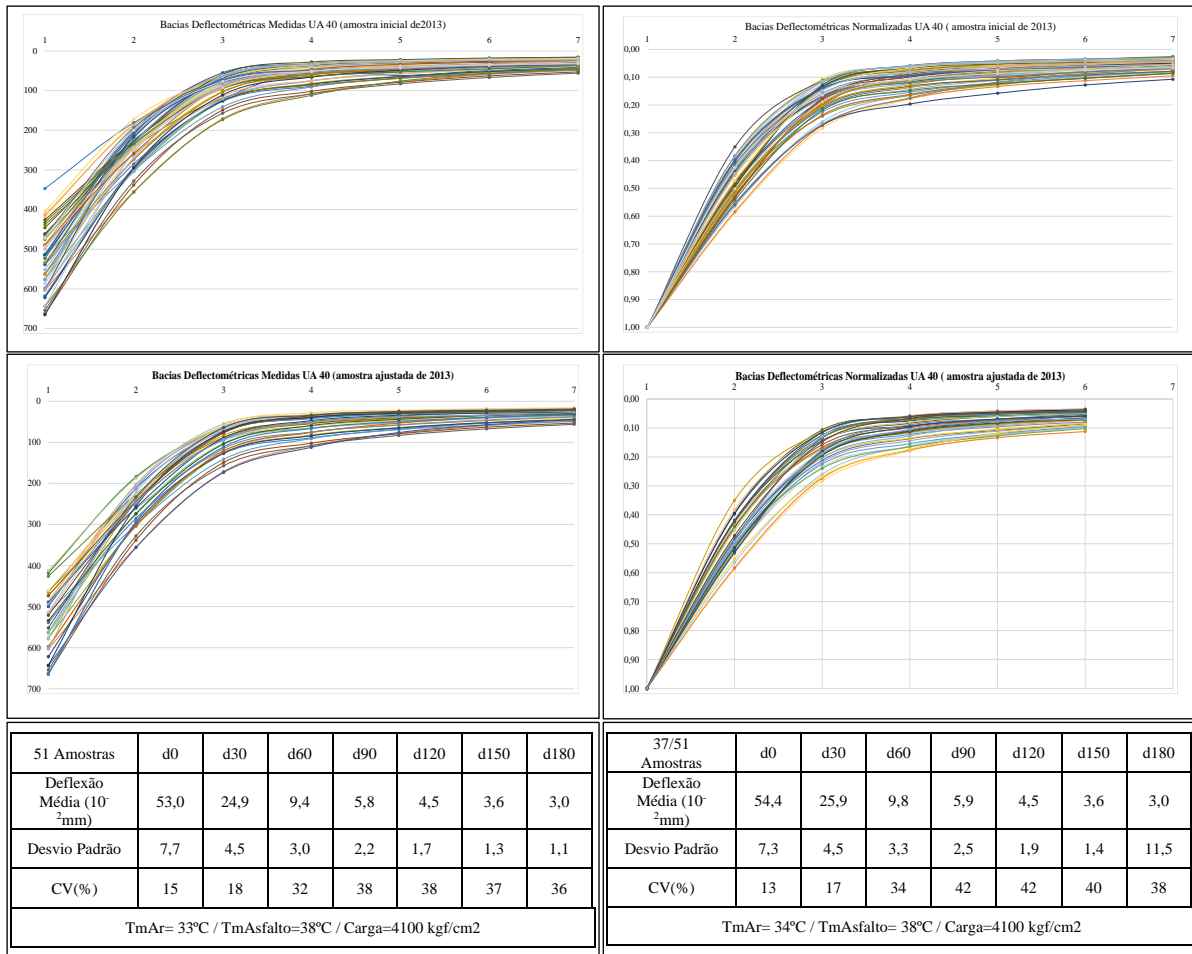 Bacias Deflectométricas Medidas UA 40 (amostra inicial de2013)
1 2 3 4 5 6 7
0
100
200
300
400
500
600
700
Bacias Deflectométricas Normalizadas UA 40 ( amostra inicial de 2013)
1 2 3 4 5 6 7
0,00
0,10
0,20
0,30
0,40
0,50
0,60
0,70
0,80
0,90
1,00
Bacias Deflectométricas Medidas UA 40 (amostra ajustada de 2013)
1 2 3 4 5 6 7
0
100
200
300
400
500
600
700
Bacias Deflectométricas Normalizadas UA 40 ( amostra ajustada de 2013)
1 2 3 4 5 6 7
0,00
0,10
0,20
0,30
0,40
0,50
0,60
0,70
0,80
0,90
1,00
51 Amostras d0 d30 d60 d90 d120 d150 d180
Deflexão
Média (10-
2mm) 53,0 24,9 9,4 5,8 4,5 3,6 3,0
Desvio Padrão 7,7 4,5 3,0 2,2 1,7 1,3 1,1
CV(%) 15 18 32 38 38 37 36
TmAr= 33ºC / TmAsfalto=38ºC / Carga=4100 kgf/cm2
37/51
Amostras d0 d30 d60 d90 d120 d150 d180
Deflexão
Média (10-
2mm) 54,4 25,9 9,8 5,9 4,5 3,6 3,0
Desvio Padrão 7,3 4,5 3,3 2,5 1,9 1,4 11,5
CV(%) 13 17 34 42 42 40 38
TmAr= 34ºC / TmAsfalto= 38ºC / Carga=4100 kgf/cm2